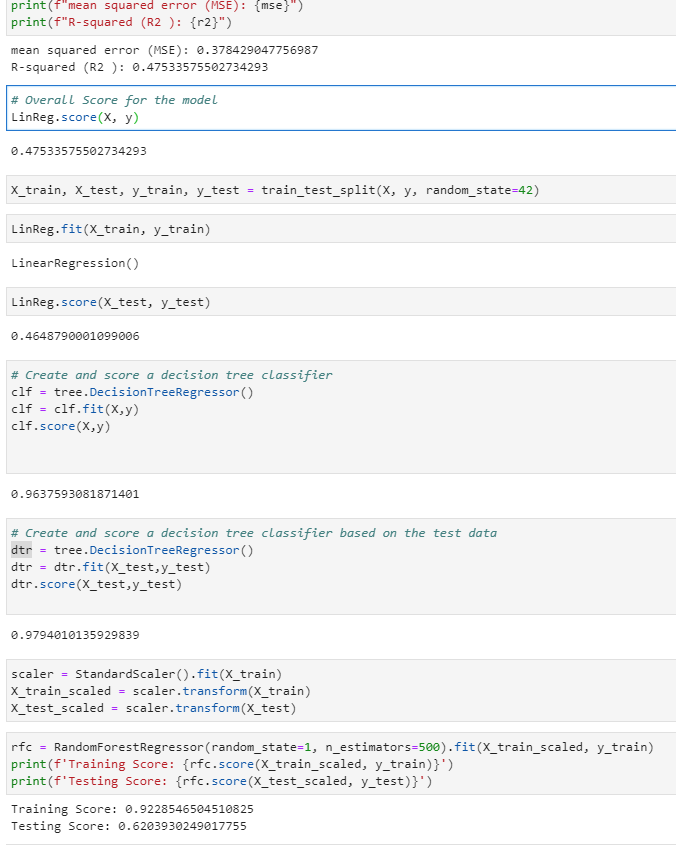 print(f"mean squared error (MSE): {mse}")
print(f"R-squared (R2 ): {r2}")
mean squared error (MSE): 0.378429047756987
R-squared (R2 ): 0.47533575502734293
# Overall Score for the model
LinReg.score(X, y)
0.47533575502734293
X_train, X_test, y_train, y_test = train_test_split(X, y, random_state=42)
LinReg.fit(X_train, y_train)
LinearRegression()
LinReg.score(X_test, y_test)
0.4648790001099006
# Create and score a decision tree classifier
clf = tree.DecisionTreeRegressor()
clf = clf.fit(X,y)
clf.score(X,y)
0.9637593081871401
# Create and score a decision tree classifier based on the test data
dtr = tree.DecisionTreeRegressor()
dtr = dtr.fit(X_test,y_test)
dtr.score(X_test,y_test)
0.9794010135929839
scaler = StandardScaler().fit(X_train)
X_train_scaled = scaler.transform(X_train)
X_test_scaled = scaler.transform(X_test)
rfc = RandomForestRegressor(random_state=1, n_estimators=500).fit(X_train_scaled, y_train)
print(f'Training Score: {rfc.score(X_train_scaled, y_train)}')
print(f'Testing Score: {rfc.score(X_test_scaled, y_test)}')
Training Score: 0.9228546504510825
Testing Score: 0.6203930249017755